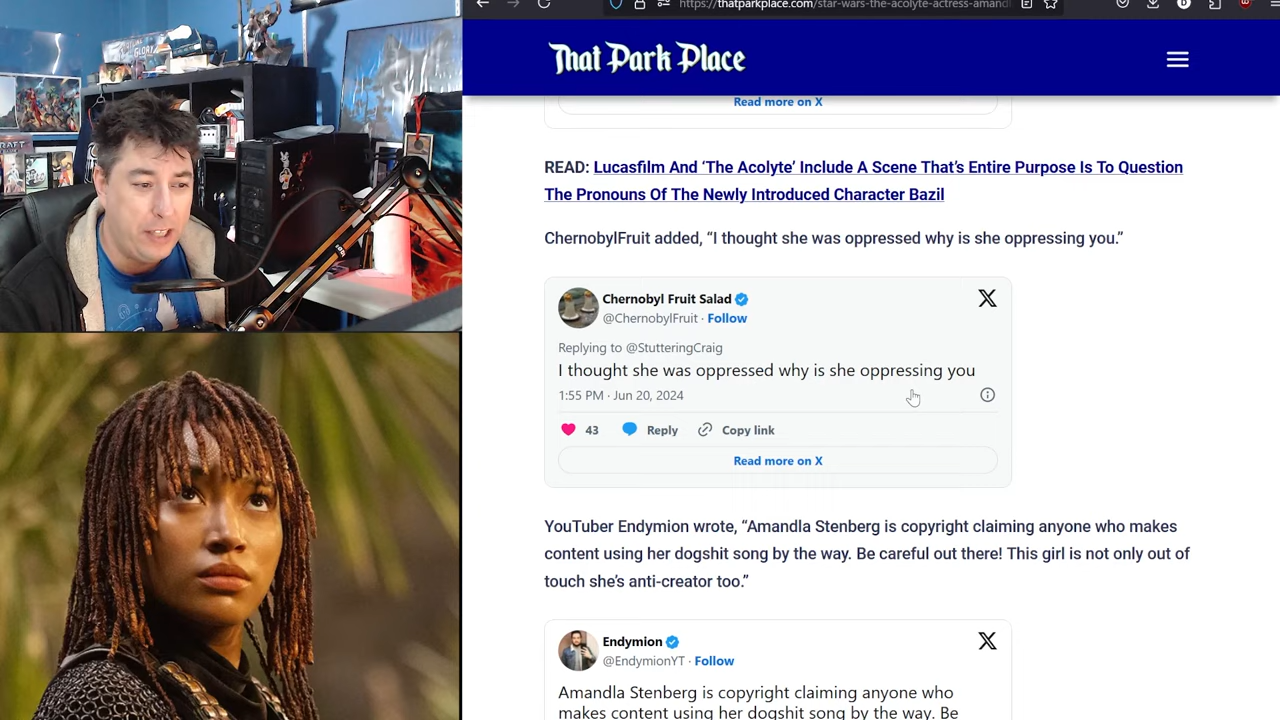 https://thatparkplace.com/star-wars-the-acolyte-actress-amand
That Park Place
Read more on X
READ: Lucasfilm And ‘The Acolyte’ Include A Scene That’s Entire Purpose Is To Question
The Pronouns Of The Newly Introduced Character Bazil
ChernobylFruit added, “I thought she was oppressed why is she oppressing you.”
Chernobyl Fruit Salad
@ChernobylFruit · Follow
Replying to @StutteringCraig
I thought she was oppressed why is she oppressing you
1:55 PM · Jun 20, 2024
43 Reply Copy link
Read more on X
YouTuber Endymion wrote, “Amandla Stenberg is copyright claiming anyone who makes
content using her dogshit song by the way. Be careful out there! This girl is not only out of
touch she’s anti-creator too.”
Endymion
@EndymionYT · Follow
Amandla Stenberg is copyright claiming anyone who
makes content using her dogshit song by the way. Be